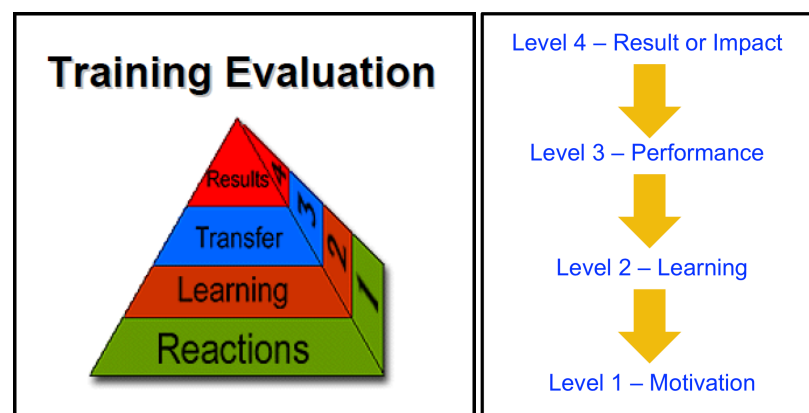 Training Evaluation
Results
4
Transfer
3
Learning
2
Reactions
1
Level 4 – Result or Impact
Level 3 – Performance
Level 2 – Learning
Level 1 – Motivation